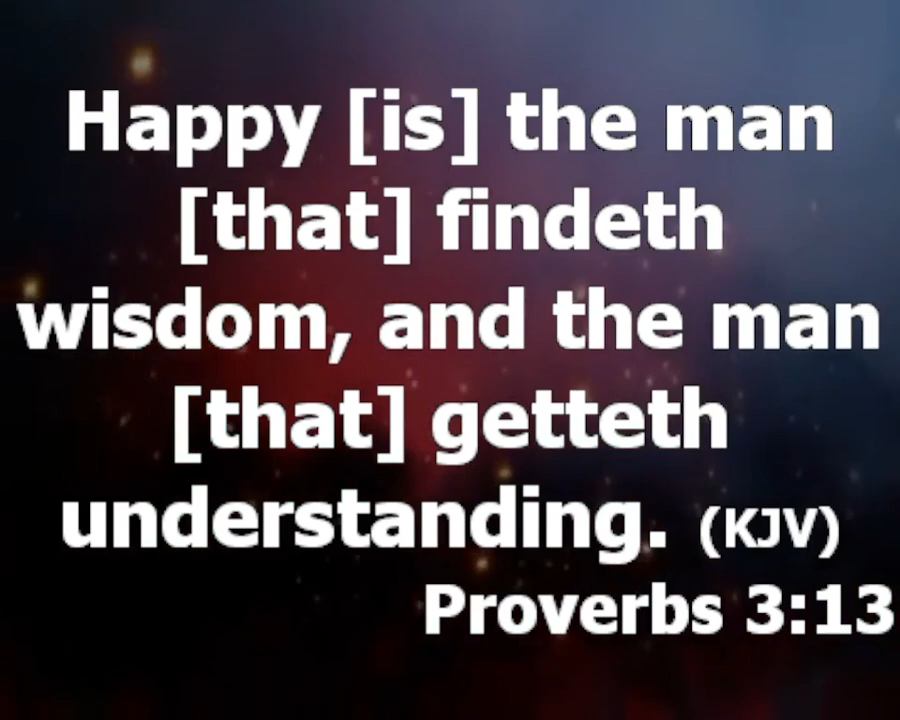 Happy [is] the man
[that] findeth
wisdom, and the man
[that] getteth
understanding. (KJV)
Proverbs 3:13